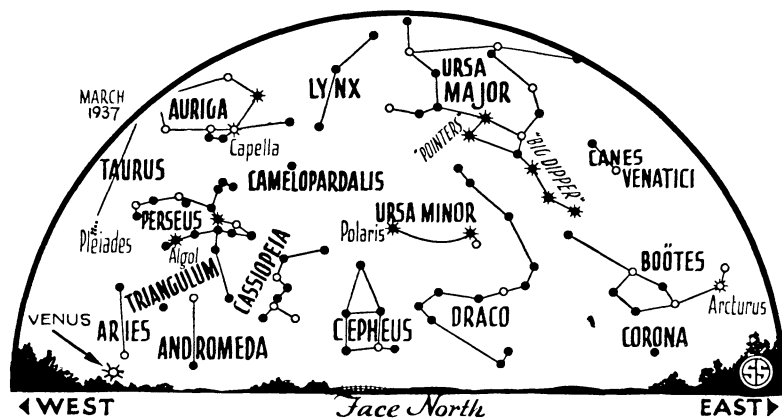 MARCH
1937
AURIGA
Capella
LYNX
URSA
MAJOR
"POINTERS"
"BIG DIPPER"
CANES
VENATICI
TAURUS
CAMELOPARDALIS
PERSEUS
Pleiades
Algol
Polaris
URSA MINOR
CASSIOPEIA
TRIANGULUM
BOÖTES
Arcturus
VENUS
ARIES
ANDROMEDA
CEPHEUS
DRACO
CORONA
WEST
Face North
EAST